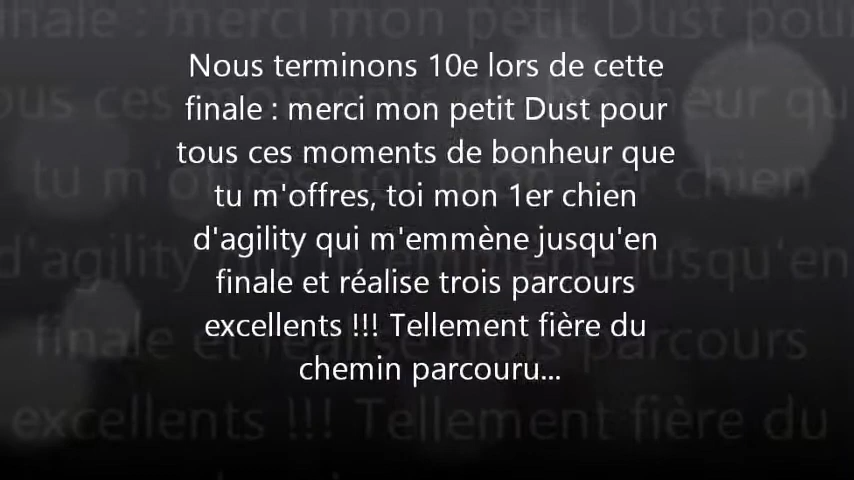 Nous terminons 10e lors de cette
finale : merci mon petit Dust pour
tous ces moments de bonheur que
tu m'offres, toi mon 1er chien
d'agility qui m'emmène jusqu'en
finale et réalise trois parcours
excellents !!! Tellement fière du
chemin parcouru...